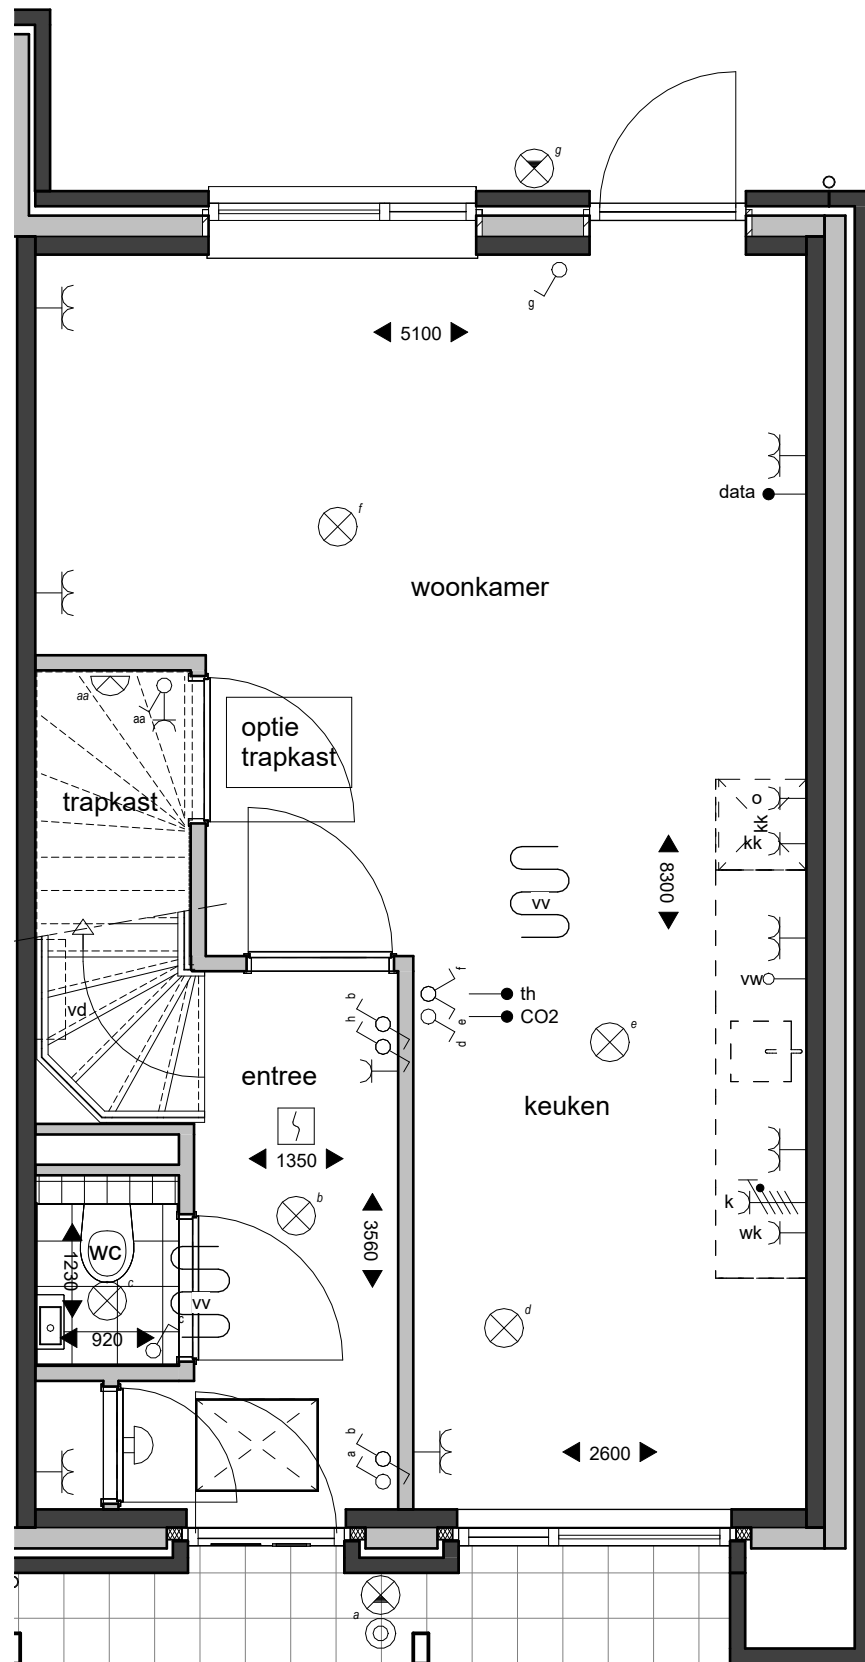 g
g
5100
data
f
woonkamer
aa
aa
optie
trapkast
trapkast
o
kk
kk
8300
vv
vw
f
th
b
e
CO2
h
d
vd
e
entree
keuken
1350
b
k
3560
wk
wc
1230
c
vv
c
d
920
b
a
2600
a